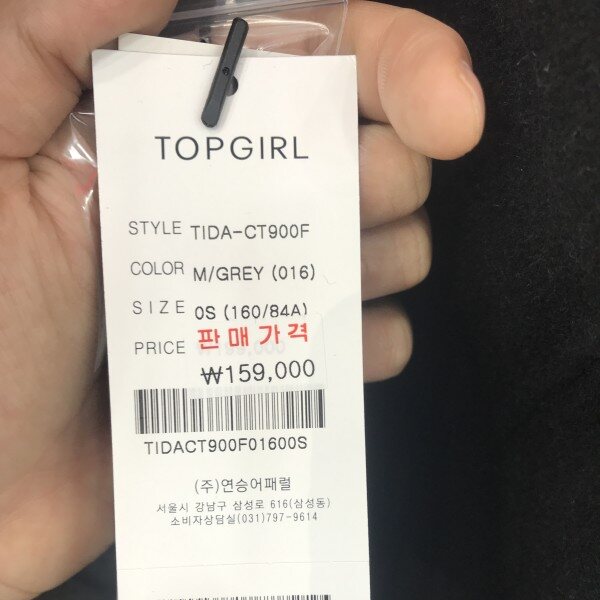 TOPGIRL
STYLE TIDA-CT900F
COLOR M/GREY (016)
SIZE 0S (160/84A)
PRICE 판매가격
₩159,000
TIDACT900F01600S
(주)연승어패럴
서울시 강남구 삼성로 616(삼성동)
소비자상담실(031)797-9614